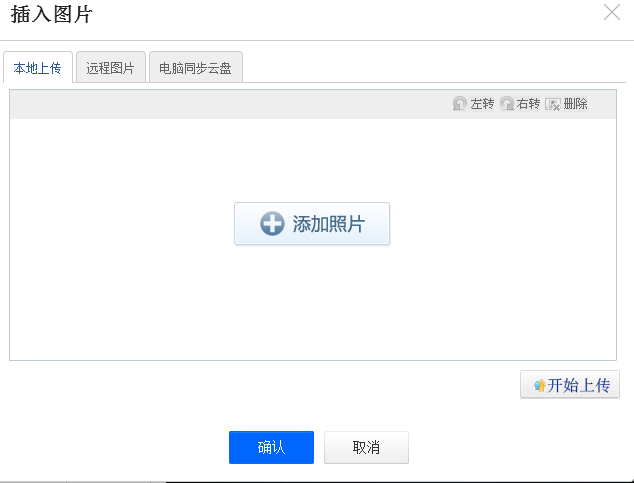 插入图片
本地上传 远程图片 电脑同步云盘
左转 右转 删除
添加照片
开始上传
确认 取消